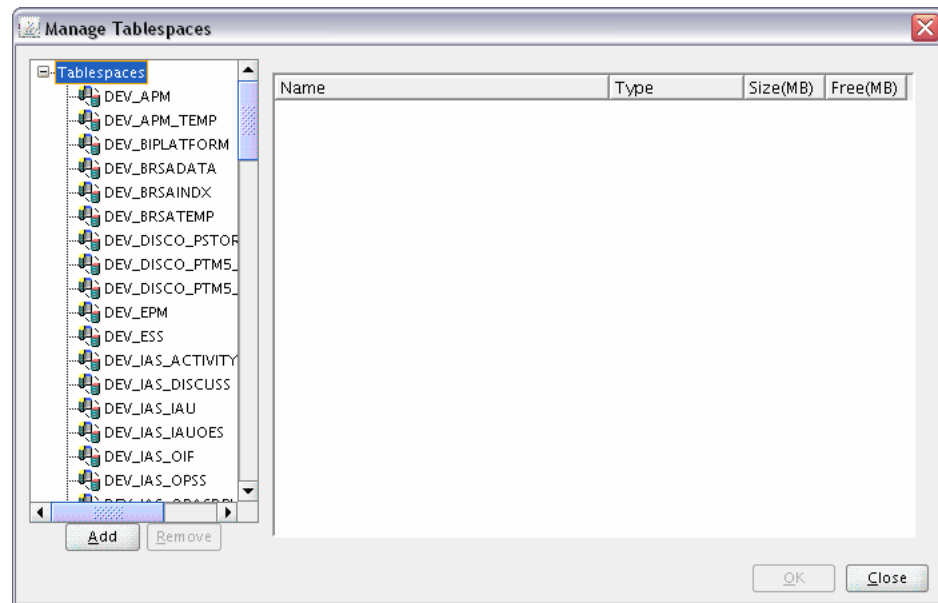 Manage Tablespaces
Tablespaces
DEV_APM
DEV_APM_TEMP
DEV_BIPLATFORM
DEV_BRSADATA
DEV_BRSAINDX
DEV_BRSATEMP
DEV_DISCO_PSTOR
DEV_DISCO_PTM5_
DEV_DISCO_PTM5_
DEV_EPM
DEV_ESS
DEV_IAS_ACTIVITY
DEV_IAS_DISCUSS
DEV_IAS_IAU
DEV_IAS_IAUOES
DEV_IAS_OIF
DEV_IAS_OPSS
Name Type Size(MB) Free(MB)
Add Remove
OK Close